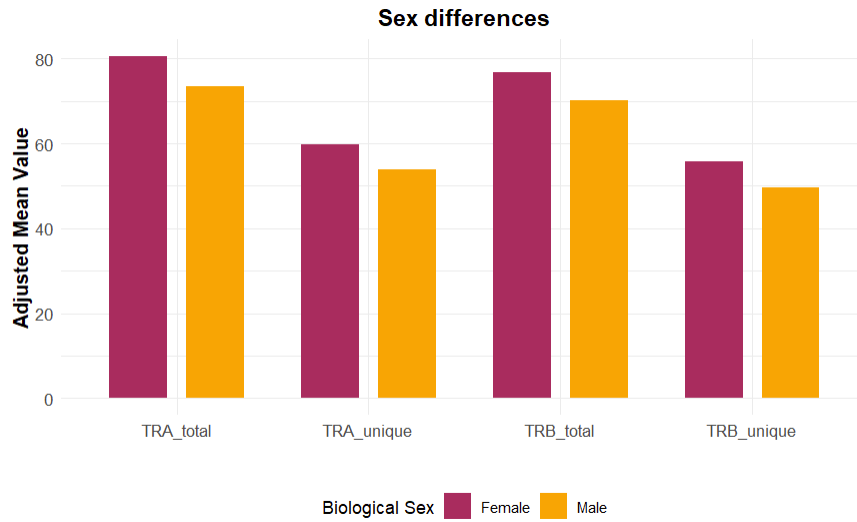 Sex differences
Adjusted Mean Value
80
60
40
20
0
TRA_total TRA_unique TRB_total TRB_unique
Biological Sex Female Male